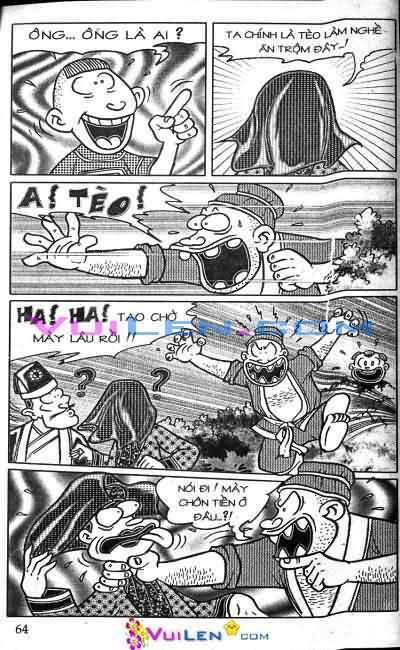 ÔNG... ÔNG LÀ AI ?
TA CHÍNH LÀ TÈO LÀM NGHỀ
ĂN TRỘM ĐÂY~!
A! TÈO!
HA! HA! TAO CHỜ
MÀY LÂU RỒI !!
VUILEN.COM
? ?
NÓI ĐI ! MÀY
CHÔN TIỀN Ở
ĐÂU..?!
64
VUILEN.COM